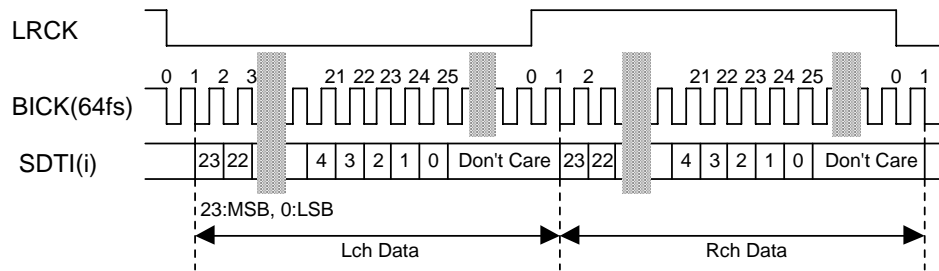 LRCK
0 1 2 3 21 22 23 24 25 0 1 2 21 22 23 24 25 0 1
BICK(64fs)
SDTI(i) 23 22 4 3 2 1 0 Don't Care 23 22 4 3 2 1 0 Don't Care
23:MSB, 0:LSB
Lch Data Rch Data